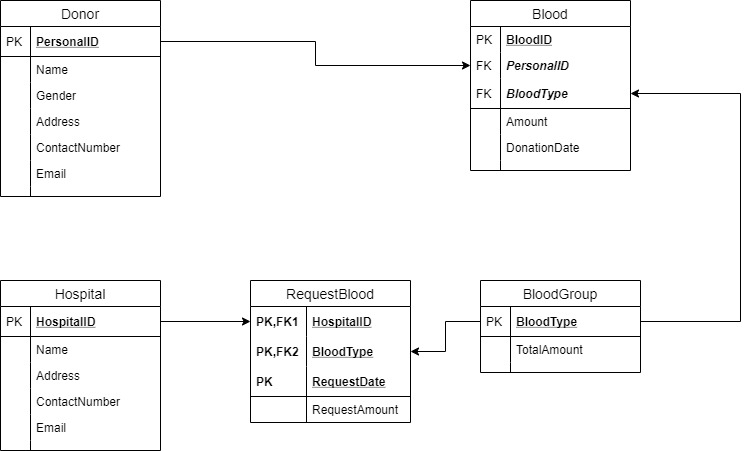 Donor
PK PersonalID
Name
Gender
Address
ContactNumber
Email
Blood
PK BloodID
FK PersonalID
FK BloodType
Amount
DonationDate
Hospital
PK HospitalID
Name
Address
ContactNumber
Email
RequestBlood
PK,FK1 HospitalID
PK,FK2 BloodType
PK RequestDate
RequestAmount
BloodGroup
PK BloodType
TotalAmount